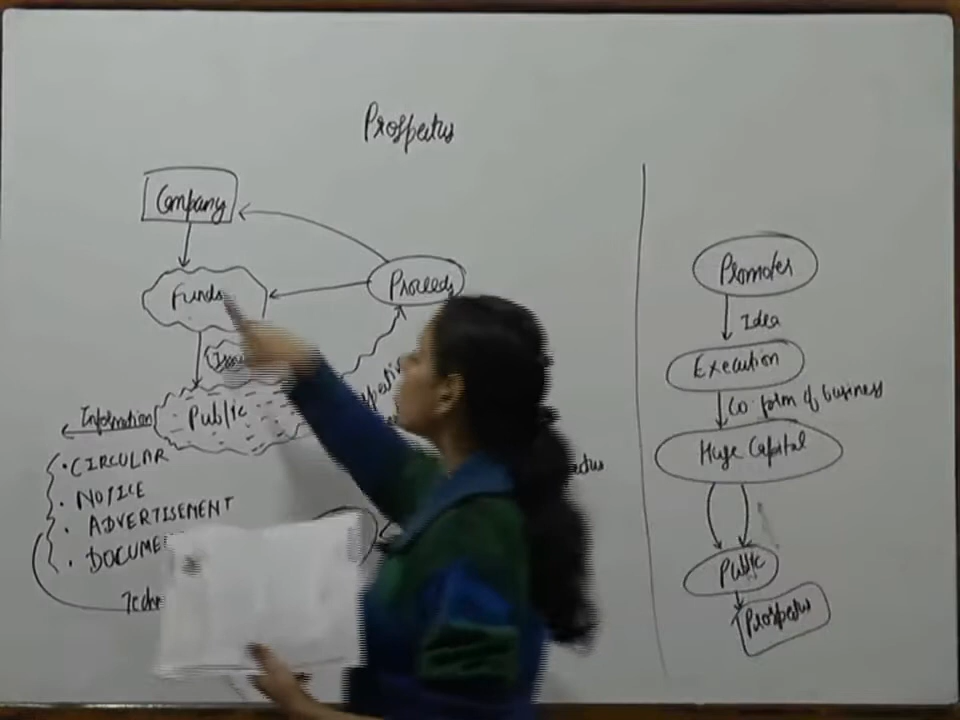 Prospectus
Company
Funds
Proceeds
Public
Information
• CIRCULAR
• NOTICE
• ADVERTISEMENT
Promoter
Idea
Execution
Co. form of business
Huge Capital
Public
Prospectus